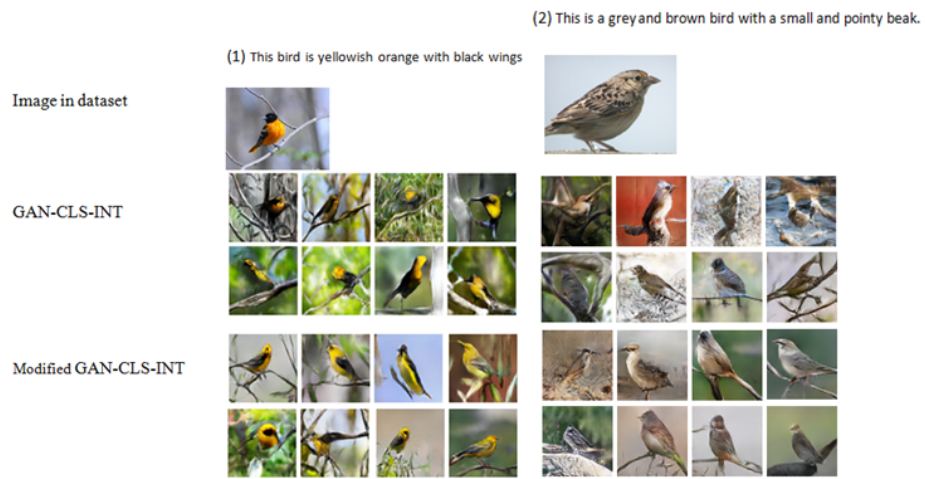 (2) This is a grey and brown bird with a small and pointy beak.
(1) This bird is yellowish orange with black wings
Image in dataset
GAN-CLS-INT
Modified GAN-CLS-INT